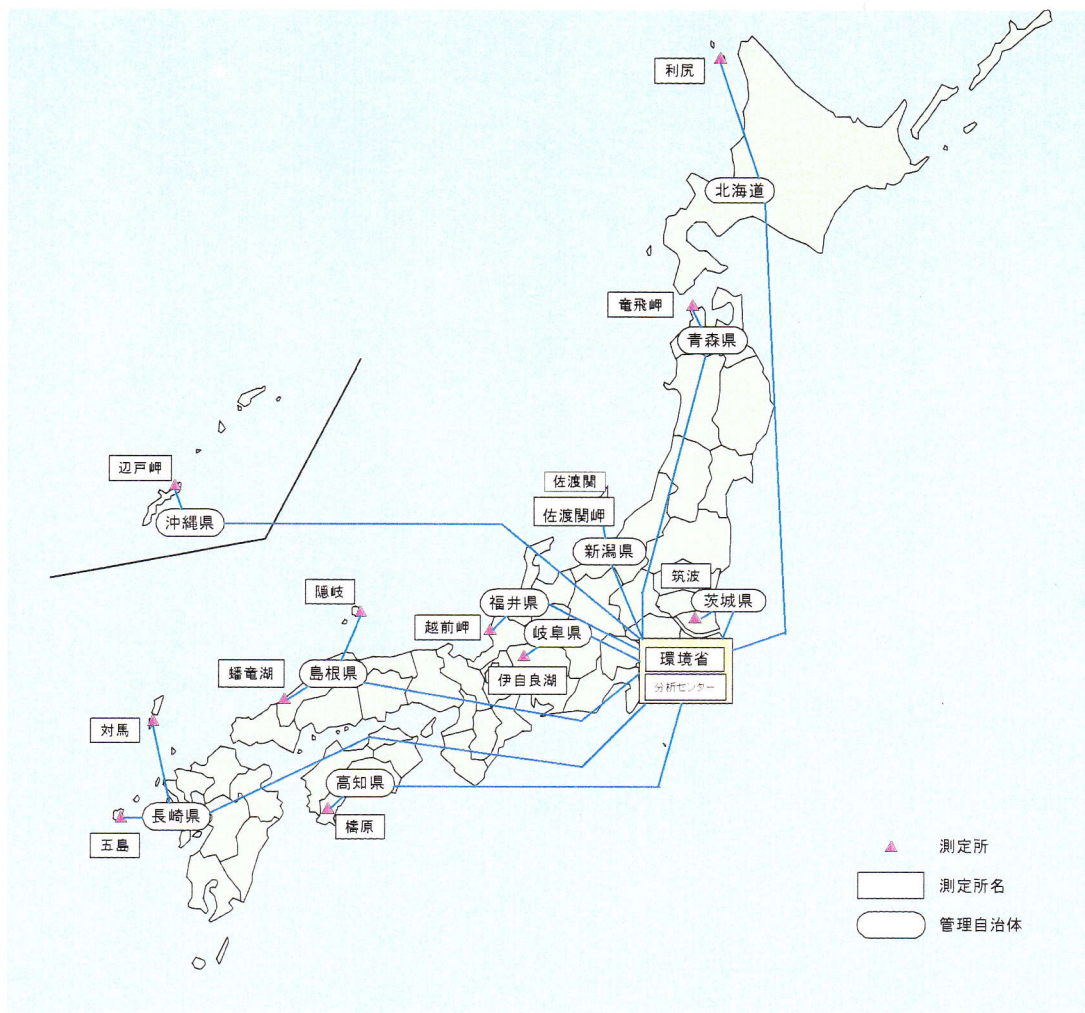 利尻
北海道
竜飛岬
青森県
辺戸岬
沖縄県
佐渡関
佐渡関岬
新潟県
筑波
茨城県
隠岐
福井県
越前岬
岐阜県
伊自良湖
環境省
分析センター
蟠竜湖
島根県
対馬
高知県
梼原
長崎県
五島
測定所
測定所名
管理自治体